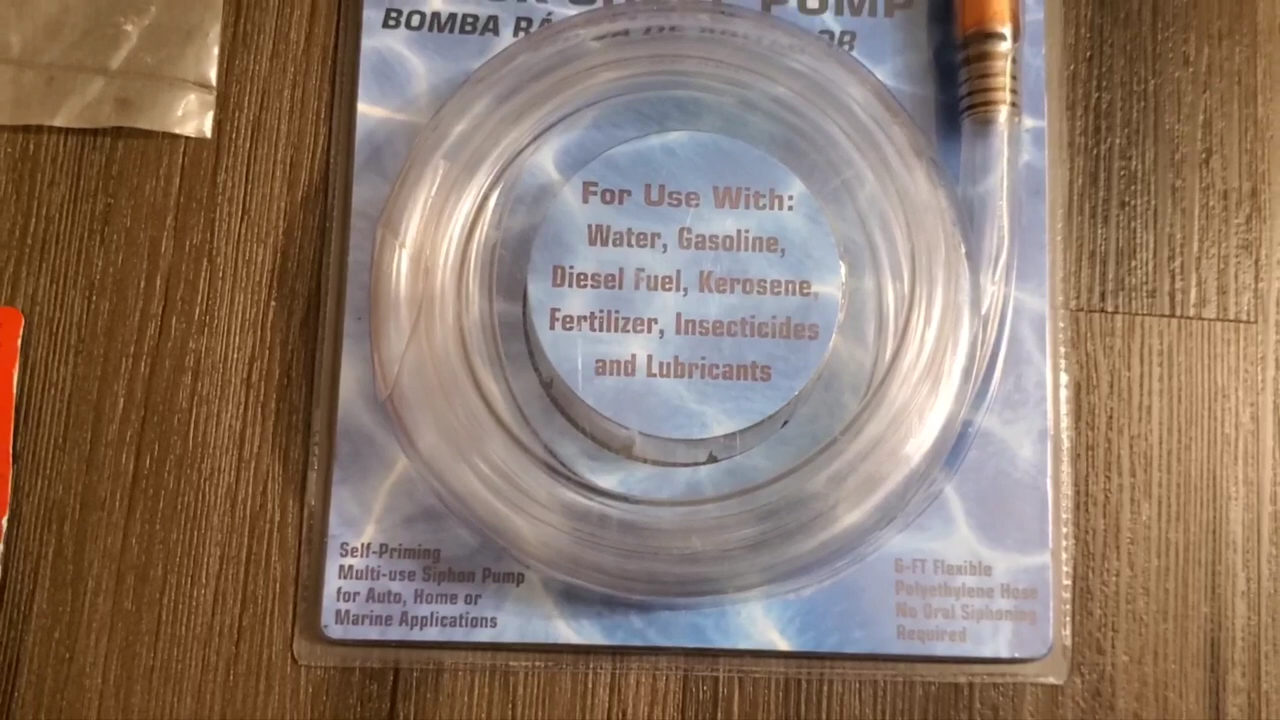 PUMP
BOMBA
For Use With:
Water, Gasoline,
Diesel Fuel, Kerosene,
Fertilizer, Insecticides
and Lubricants
Self-Priming
Multi-use Siphon Pump
for Auto, Home or
Marine Applications
6-FT Flexible
Polyethylene Hose
No Oral Siphoning
Required